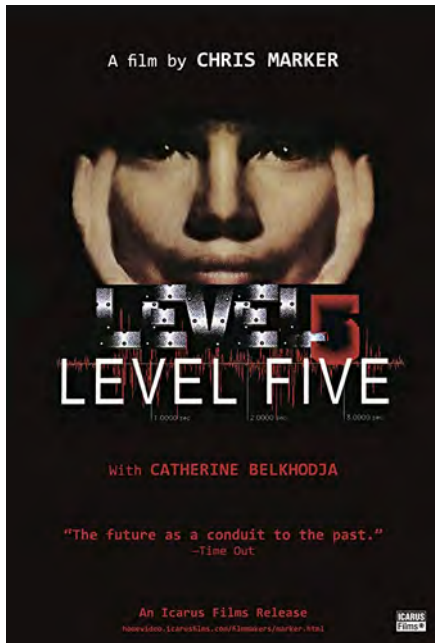 A film by CHRIS MARKER
LEVEL 5
LEVEL FIVE
1.0000 sec 2.0000 sec 3.0000 sec
With CATHERINE BELKHODJA
“The future as a conduit to the past.”
—Time Out
An Icarus Films Release
homevideo.icarusfilms.com/filmmakers/marker.html
ICARUS
Films